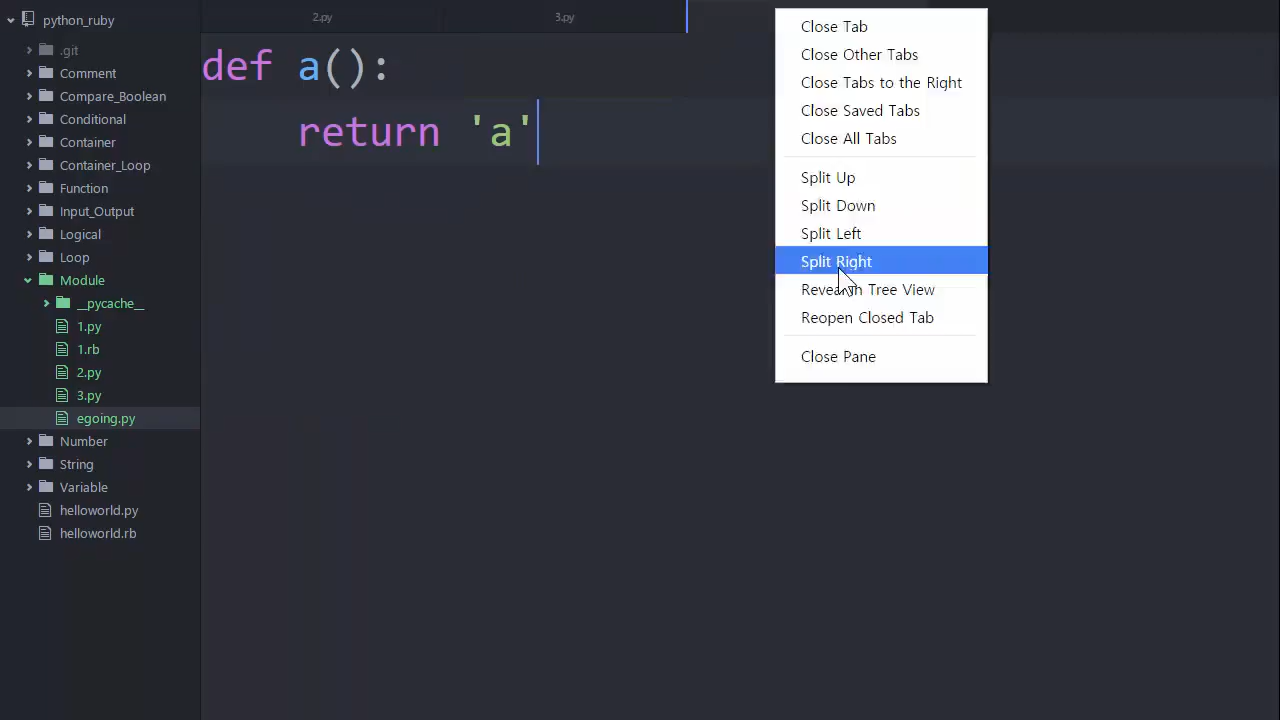 python_ruby
.git
Comment
Compare_Boolean
Conditional
Container
Container_Loop
Function
Input_Output
Logical
Loop
Module
__pycache__
1.py
1.rb
2.py
3.py
egoing.py
Number
String
Variable
helloworld.py
helloworld.rb
2.py
3.py
def a():
return 'a'
Close Tab
Close Other Tabs
Close Tabs to the Right
Close Saved Tabs
Close All Tabs
Split Up
Split Down
Split Left
Split Right
Reveal in Tree View
Reopen Closed Tab
Close Pane